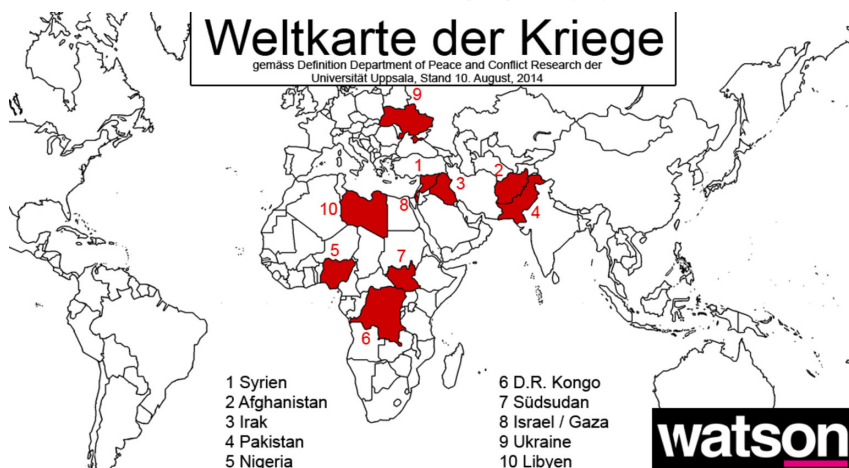 Weltkarte der Kriege
gemäss Definition Department of Peace and Conflict Research der
Universität Uppsala, Stand 10. August, 2014
9
1
2
3
10
8
4
5
7
6
1 Syrien
2 Afghanistan
3 Irak
4 Pakistan
5 Nigeria
6 D.R. Kongo
7 Südsudan
8 Israel / Gaza
9 Ukraine
10 Libyen
watson